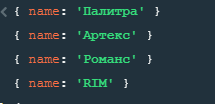 { name: 'Палитра' }
{ name: 'Артекс' }
{ name: 'Романс' }
{ name: 'RIM' }